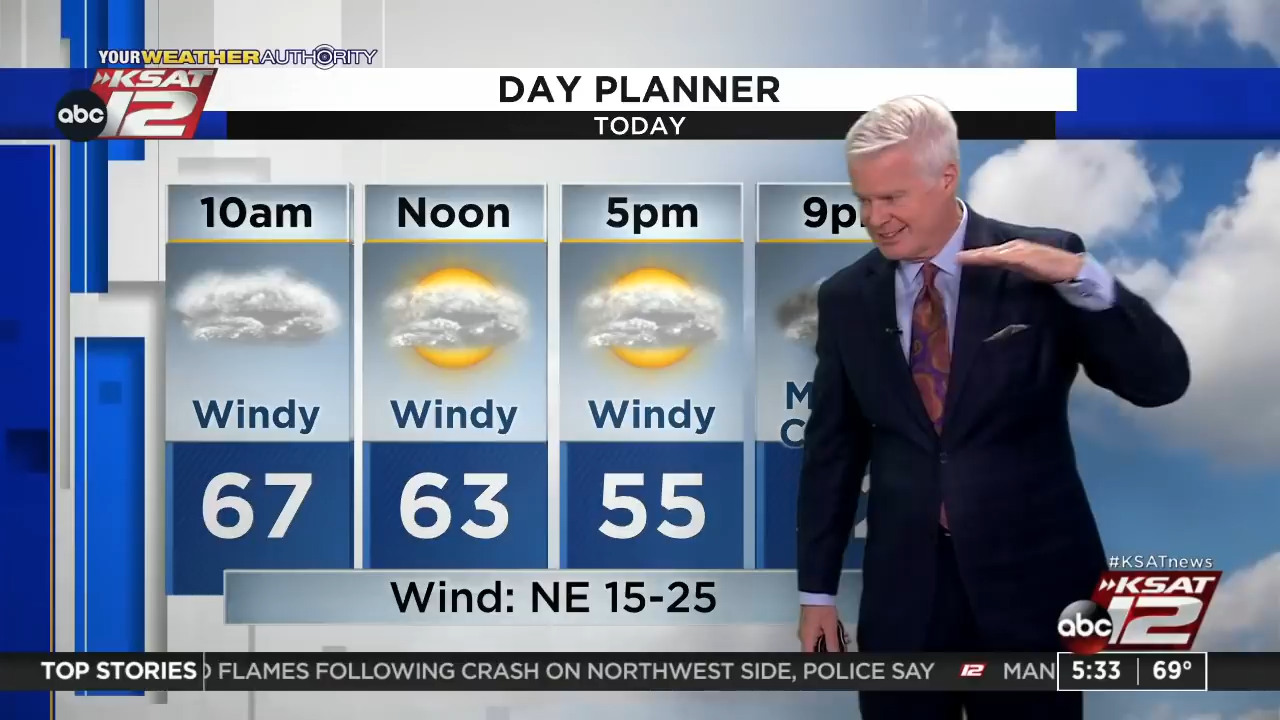 YOUR WEATHER AUTHORITY
KSAT
abc 12
DAY PLANNER
TODAY
10am Noon 5pm
Windy Windy Windy
67 63 55
Wind: NE 15-25
#KSATnews
KSAT
abc 12
TOP STORIES FLAMES FOLLOWING CRASH ON NORTHWEST SIDE, POLICE SAY 12 MAN 5:33 69°